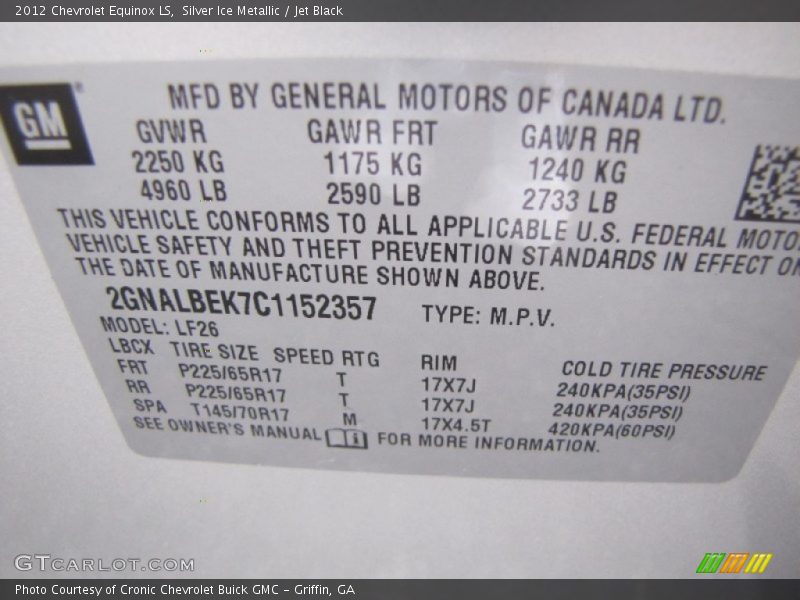 2012 Chevrolet Equinox LS,  Silver Ice Metallic / Jet Black
GM
MFD BY GENERAL MOTORS OF CANADA LTD.
GVWR GAWR FRT GAWR RR
2250 KG 1175 KG 1240 KG
4960 LB 2590 LB 2733 LB
THIS VEHICLE CONFORMS TO ALL APPLICABLE U.S. FEDERAL MOTO
VEHICLE SAFETY AND THEFT PREVENTION STANDARDS IN EFFECT ON
THE DATE OF MANUFACTURE SHOWN ABOVE.
2GNALBEK7C1152357 TYPE: M.P.V.
MODEL: LF26
LBCX TIRE SIZE SPEED RTG RIM COLD TIRE PRESSURE
FRT P225/65R17 T 17X7J 240KPA(35PSI)
RR P225/65R17 T 17X7J 240KPA(35PSI)
SPA T145/70R17 M 17X4.5T 420KPA(60PSI)
SEE OWNER'S MANUAL FOR MORE INFORMATION.
GTCARLOT.COM
Photo Courtesy of Cronic Chevrolet Buick GMC – Griffin, GA